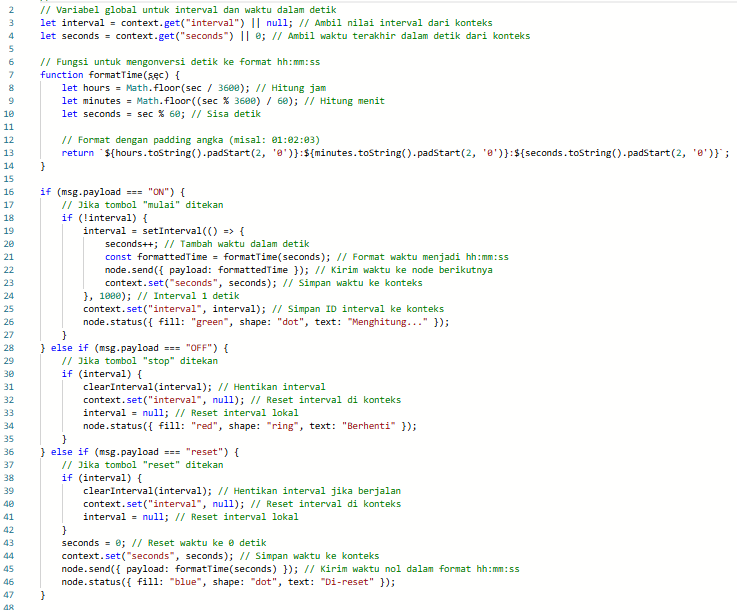 2 // Variabel global untuk interval dan waktu dalam detik
3 let interval = context.get("interval") || null; // Ambil nilai interval dari konteks
4 let seconds = context.get("seconds") || 0; // Ambil waktu terakhir dalam detik dari konteks
5
6 // Fungsi untuk mengonversi detik ke format hh:mm:ss
7 function formatTime(sec) {
8 let hours = Math.floor(sec / 3600); // Hitung jam
9 let minutes = Math.floor((sec % 3600) / 60); // Hitung menit
10 let seconds = sec % 60; // Sisa detik
11
12 // Format dengan padding angka (misal: 01:02:03)
13 return `${hours.toString().padStart(2, '0')}:${minutes.toString().padStart(2, '0')}:${seconds.toString().padStart(2, '0')}`;
14 }
15
16 if (msg.payload === "ON") {
17 // Jika tombol "mulai" ditekan
18 if (!interval) {
19 interval = setInterval(() => {
20 seconds++; // Tambah waktu dalam detik
21 const formattedTime = formatTime(seconds); // Format waktu menjadi hh:mm:ss
22 node.send({ payload: formattedTime }); // Kirim waktu ke node berikutnya
23 context.set("seconds", seconds); // Simpan waktu ke konteks
24 }, 1000); // Interval 1 detik
25 context.set("interval", interval); // Simpan ID interval ke konteks
26 node.status({ fill: "green", shape: "dot", text: "Menghitung..." });
27 }
28 } else if (msg.payload === "OFF") {
29 // Jika tombol "stop" ditekan
30 if (interval) {
31 clearInterval(interval); // Hentikan interval
32 context.set("interval", null); // Reset interval di konteks
33 interval = null; // Reset interval lokal
34 node.status({ fill: "red", shape: "ring", text: "Berhenti" });
35 }
36 } else if (msg.payload === "reset") {
37 // Jika tombol "reset" ditekan
38 if (interval) {
39 clearInterval(interval); // Hentikan interval jika berjalan
40 context.set("interval", null); // Reset interval di konteks
41 interval = null; // Reset interval lokal
42 }
43 seconds = 0; // Reset waktu ke 0 detik
44 context.set("seconds", seconds); // Simpan waktu ke konteks
45 node.send({ payload: formatTime(seconds) }); // Kirim waktu nol dalam format hh:mm:ss
46 node.status({ fill: "blue", shape: "dot", text: "Di-reset" });
47 }
48